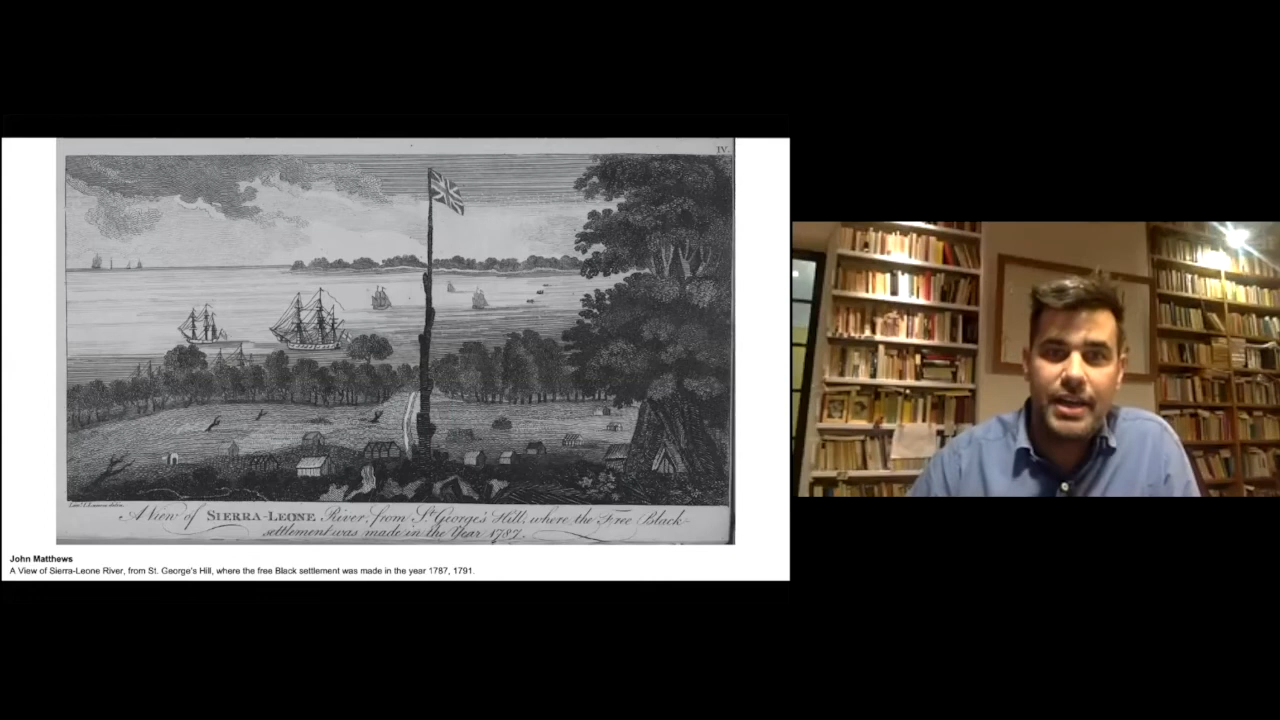 IV.
A View of SIERRA-LEONE River, from St. George's Hill, where the Free Black
settlement was made in the Year 1787.
John Matthews
A View of Sierra-Leone River, from St. George's Hill, where the free Black settlement was made in the year 1787, 1791.